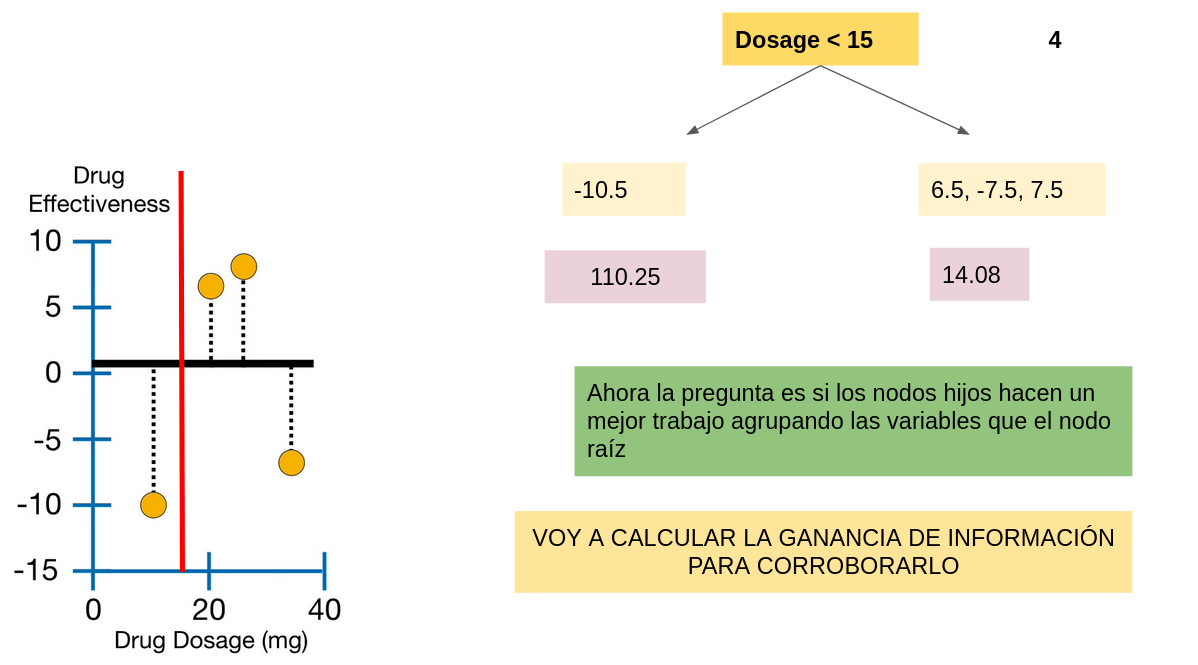 Dosage < 15
4
-10.5
6.5, -7.5, 7.5
110.25
14.08
Drug
Effectiveness
10
5
0
-5
-10
-15
0
20
40
Drug Dosage (mg)
Ahora la pregunta es si los nodos hijos hacen un
mejor trabajo agrupando las variables que el nodo
raíz
VOY A CALCULAR LA GANANCIA DE INFORMACIÓN
PARA CORROBORARLO